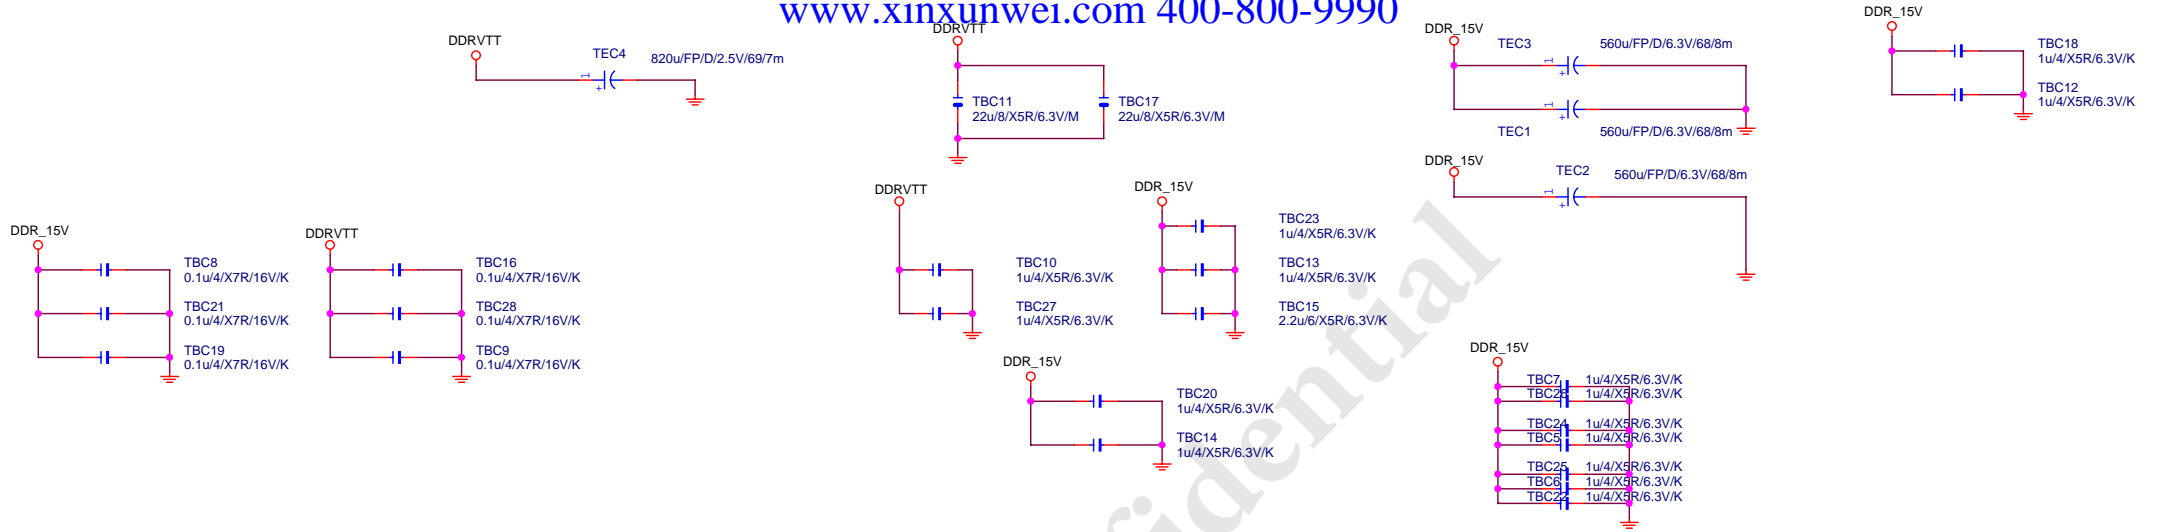 www.xinxunwei.com 400-800-9990
DDRVTT
TEC4
820u/FP/D/2.5V/69/7m
1
+
DDRVTT
TBC11
22u/8/X5R/6.3V/M
TBC17
22u/8/X5R/6.3V/M
DDR_15V
TEC3
560u/FP/D/6.3V/68/8m
1
+
TEC1
560u/FP/D/6.3V/68/8m
1
+
DDR_15V
TBC18
1u/4/X5R/6.3V/K
TBC12
1u/4/X5R/6.3V/K
DDR_15V
TEC2
560u/FP/D/6.3V/68/8m
1
+
DDR_15V
TBC8
0.1u/4/X7R/16V/K
TBC21
0.1u/4/X7R/16V/K
TBC19
0.1u/4/X7R/16V/K
DDRVTT
TBC16
0.1u/4/X7R/16V/K
TBC28
0.1u/4/X7R/16V/K
TBC9
0.1u/4/X7R/16V/K
DDRVTT
TBC10
1u/4/X5R/6.3V/K
TBC27
1u/4/X5R/6.3V/K
DDR_15V
TBC23
1u/4/X5R/6.3V/K
TBC13
1u/4/X5R/6.3V/K
TBC15
2.2u/6/X5R/6.3V/K
DDR_15V
TBC20
1u/4/X5R/6.3V/K
TBC14
1u/4/X5R/6.3V/K
DDR_15V
TBC7 1u/4/X5R/6.3V/K
TBC26 1u/4/X5R/6.3V/K
TBC24 1u/4/X5R/6.3V/K
TBC5 1u/4/X5R/6.3V/K
TBC25 1u/4/X5R/6.3V/K
TBC6 1u/4/X5R/6.3V/K
TBC22 1u/4/X5R/6.3V/K
fidential